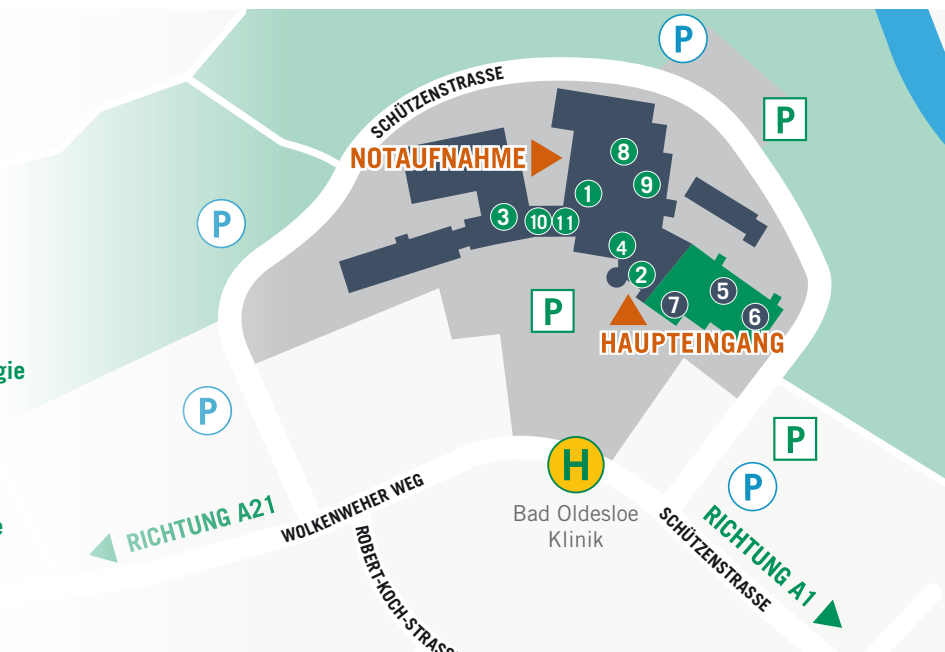 P
SCHÜTZENSTRASSE
P
NOTAUFNAHME
8
9
1
3
10
11
P
4
2
5
7
6
P
HAUPTEINGANG
gie
P
P
H
Bad Oldesloe
Klinik
P
RICHTUNG A21
WOLKENWEHER WEG
e
SCHÜTZENSTRASSE
RICHTUNG A1
ROBERT-KOCH-STRASS